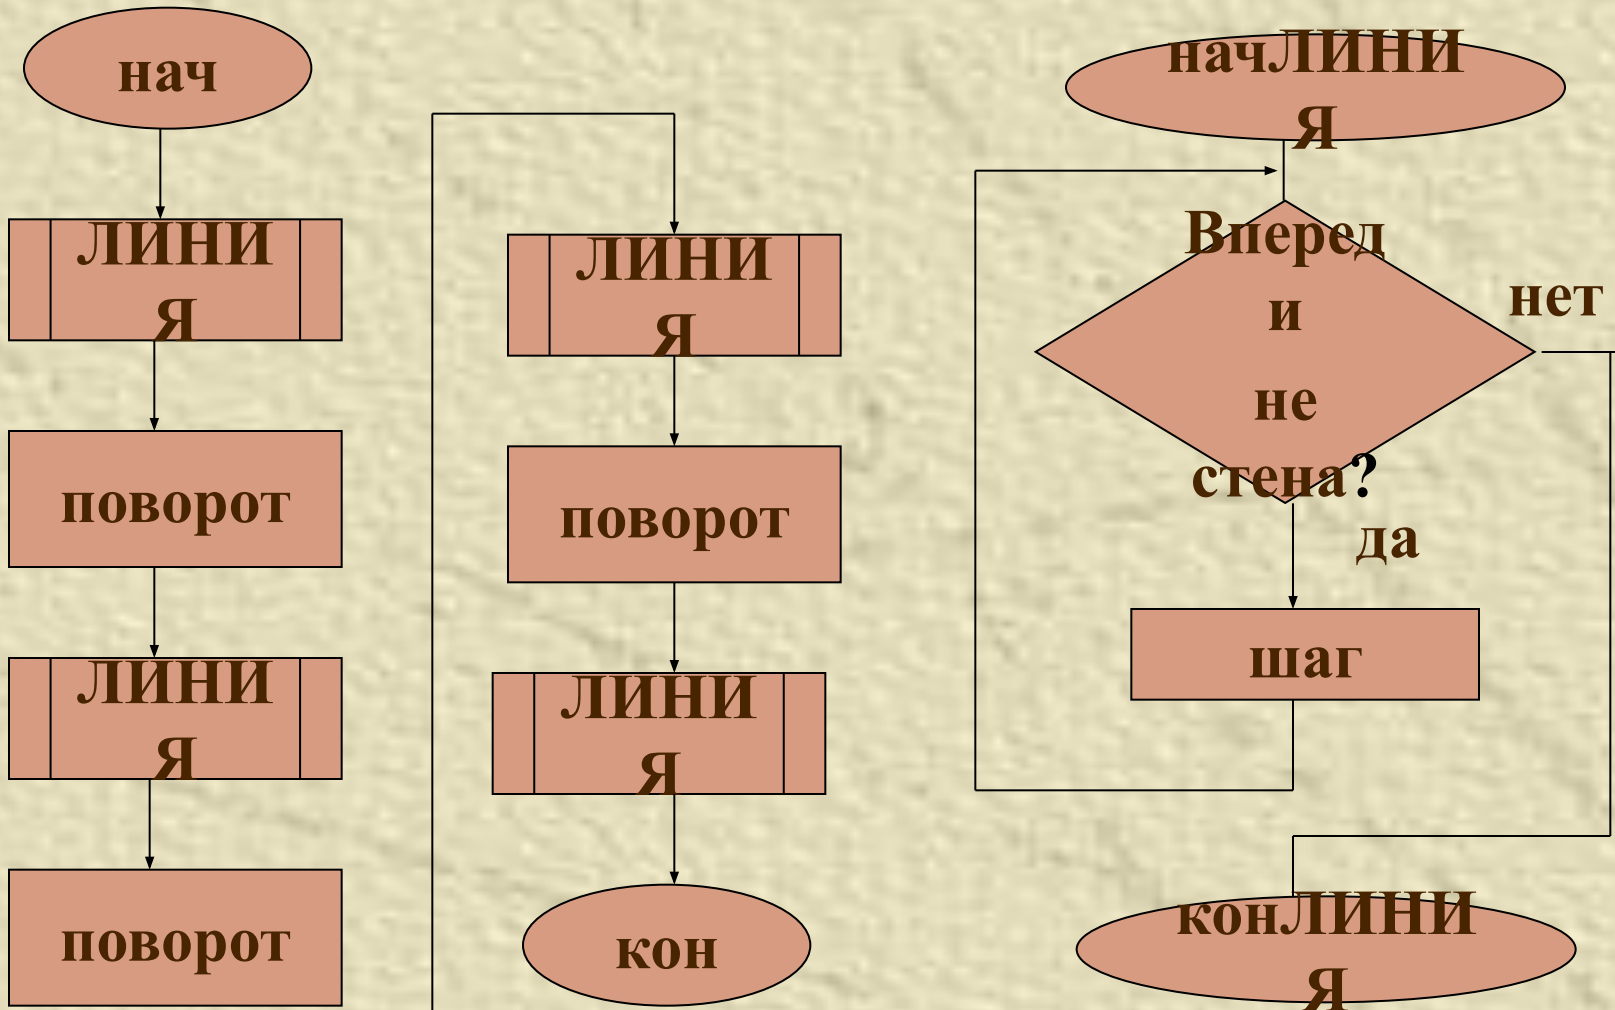 нач
ЛИНИ
Я
поворот
ЛИНИ
Я
поворот
ЛИНИ
Я
поворот
ЛИНИ
Я
кон
начЛИНИ
Я
Вперед
и
не
стена?
нет
да
шаг
конЛИНИ
Я